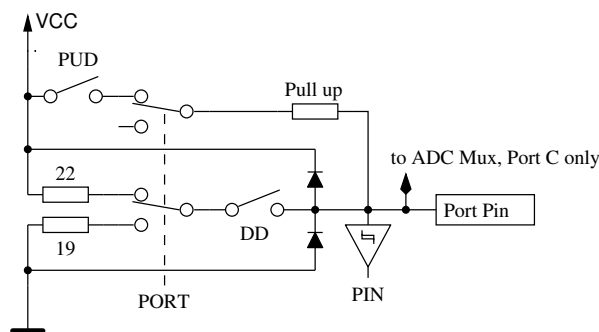 VCC
PUD
Pull up
to ADC Mux, Port C only
22
Port Pin
19
DD
PIN
PORT